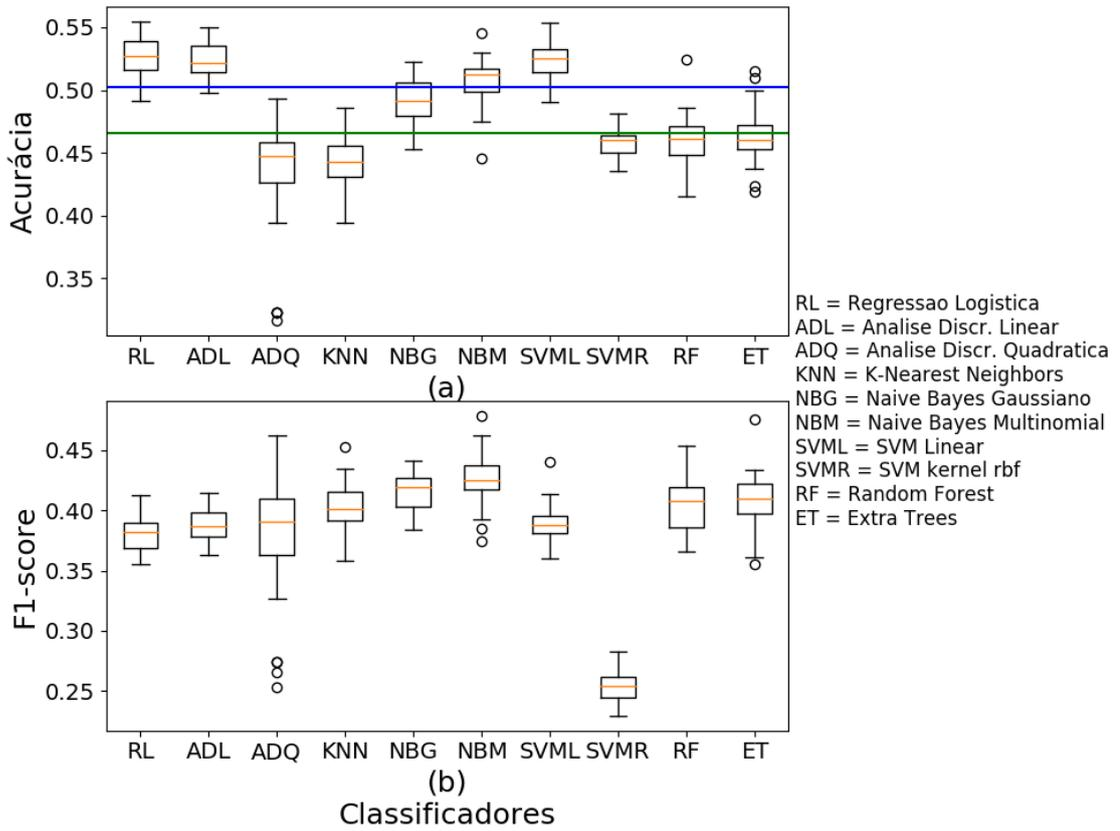 0.55
0.50
0.45
0.40
0.35
Acurácia
RL ADL ADQ KNN NBG NBM SVML SVMR RF ET
(a)
0.45
0.40
0.35
0.30
0.25
F1-score
RL ADL ADQ KNN NBG NBM SVML SVMR RF ET
(b)
Classificadores
RL = Regressao Logistica
ADL = Analise Discr. Linear
ADQ = Analise Discr. Quadratica
KNN = K-Nearest Neighbors
NBG = Naive Bayes Gaussiano
NBM = Naive Bayes Multinomial
SVML = SVM Linear
SVMR = SVM kernel rbf
RF = Random Forest
ET = Extra Trees